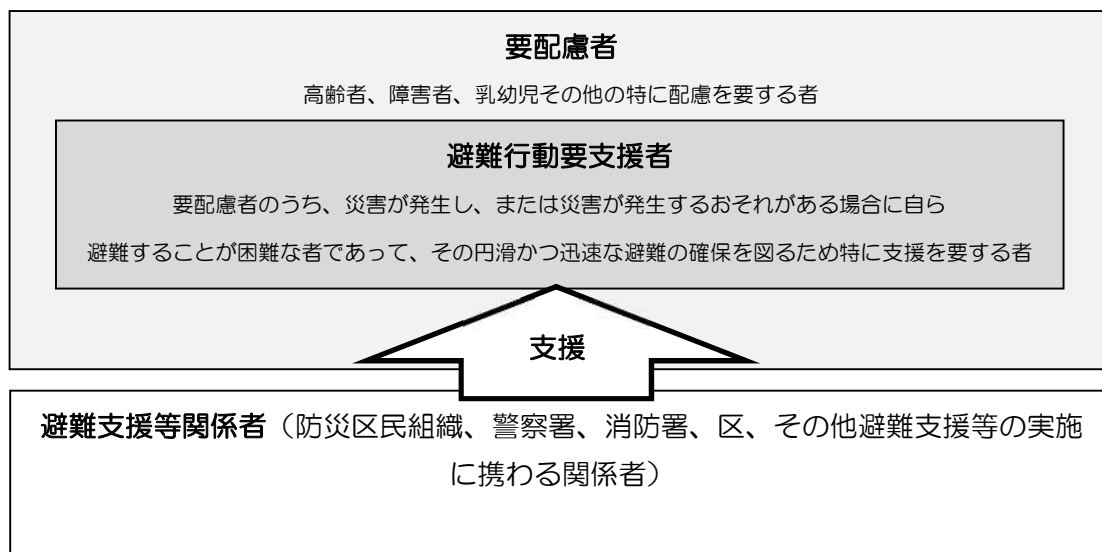 要配慮者
高齢者、障害者、乳幼児その他の特に配慮を要する者
避難行動要支援者
要配慮者のうち、災害が発生し、または災害が発生するおそれがある場合に自ら
避難することが困難な者であって、その円滑かつ迅速な避難の確保を図るため特に支援を要する者
支援
避難支援等関係者（防災区民組織、警察署、消防署、区、その他避難支援等の実施
に携わる関係者）